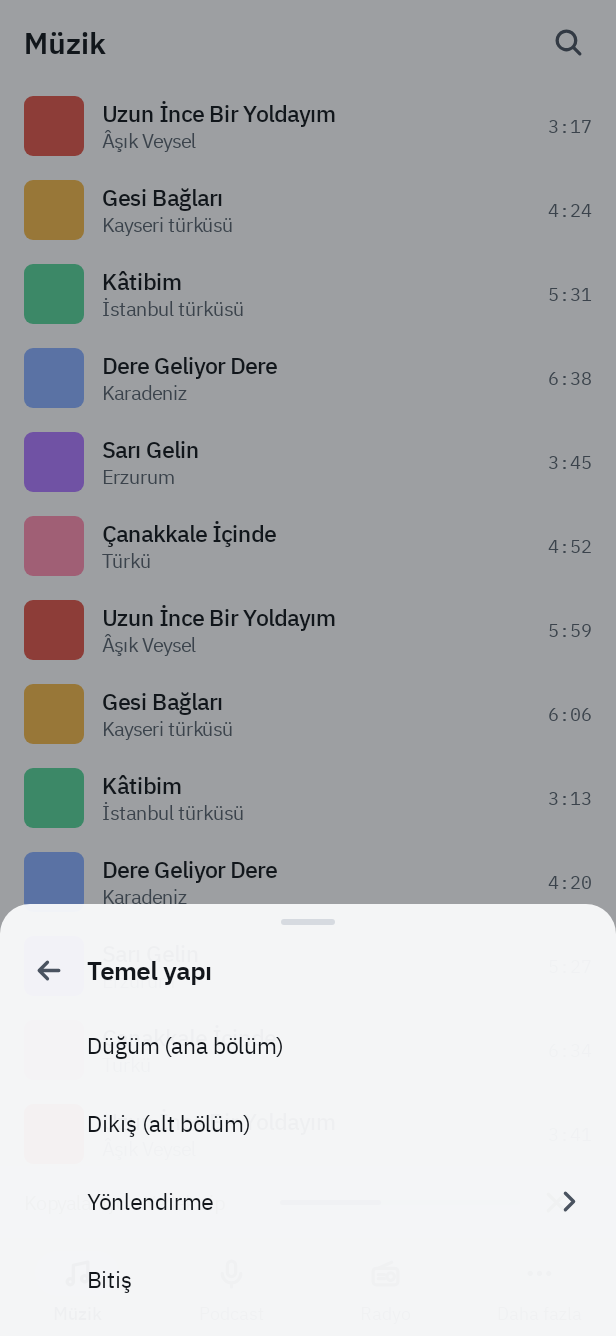 Müzik
Uzun İnce Bir Yoldayım
Âşık Veysel
3:17
Gesi Bağları
Kayseri türküsü
4:24
Kâtibim
İstanbul türküsü
5:31
Dere Geliyor Dere
Karadeniz
6:38
Sarı Gelin
Erzurum
3:45
Çanakkale İçinde
Türkü
4:52
Uzun İnce Bir Yoldayım
Âşık Veysel
5:59
Gesi Bağları
Kayseri türküsü
6:06
Kâtibim
İstanbul türküsü
3:13
Dere Geliyor Dere
Karadeniz
4:20
Sarı Gelin
Temel yapı
Düğüm (ana bölüm)
Dikiş (alt bölüm)
Yönlendirme
Bitiş
Müzik